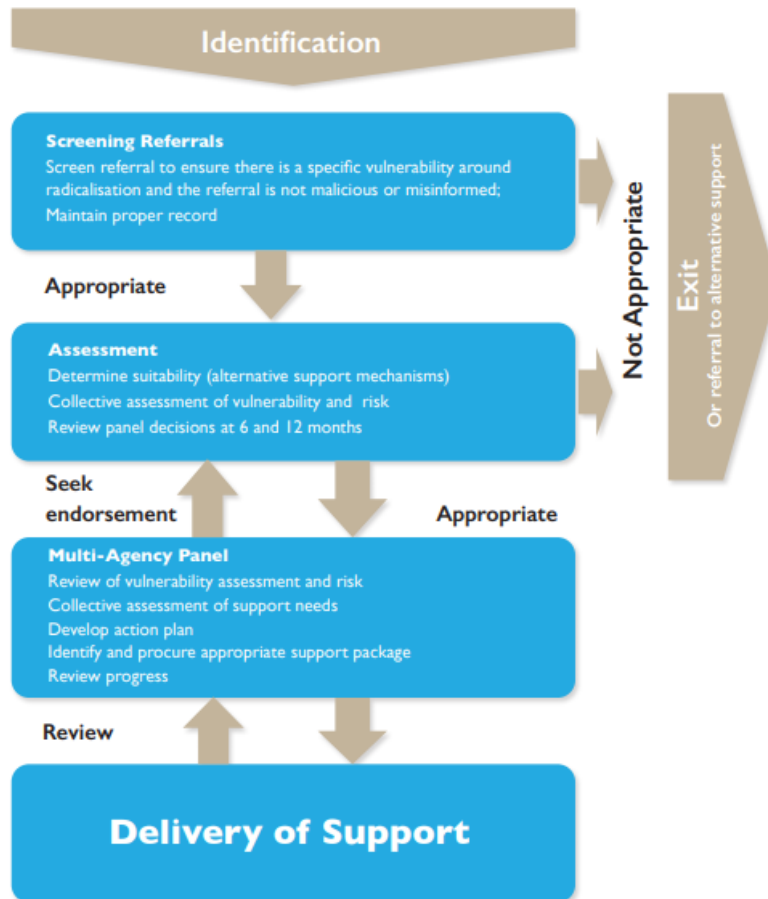 Identification
Screening Referrals
Screen referral to ensure there is a specific vulnerability around
radicalisation and the referral is not malicious or misinformed;
Maintain proper record
Not Appropriate
Exit
Or referral to alternative support
Appropriate
Assessment
Determine suitability (alternative support mechanisms)
Collective assessment of vulnerability and risk
Review panel decisions at 6 and 12 months
Seek
endorsement
Appropriate
Multi-Agency Panel
Review of vulnerability assessment and risk
Collective assessment of support needs
Develop action plan
Identify and procure appropriate support package
Review progress
Review
Delivery of Support